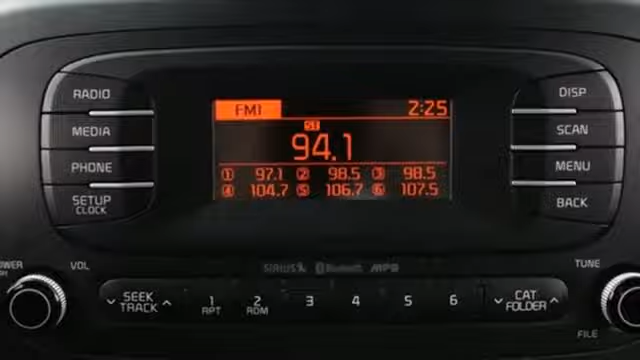 RADIO
MEDIA
PHONE
SETUP
CLOCK
FM1
2:25
ST
94.1
1 97.1 2 98.5 3 98.5
4 104.7 5 106.7 6 107.5
DISP
SCAN
MENU
BACK
SIRIUS Bluetooth MP3
VOL
TUNE
SEEK
TRACK
1
RPT
2
RDM
3
4
5
6
CAT
FOLDER
FILE